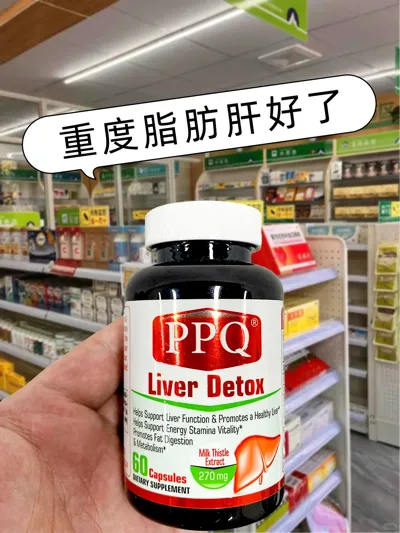 重度脂肪肝好了
PPQ®
Liver Detox
Helps Support Liver Function & Promotes a Healthy Liver*
Helps Support Energy Stamina Vitality*
Promotes Fat Digestion
& Metabolism*
Milk Thistle
Extract
270 mg
60 Capsules
DIETARY SUPPLEMENT